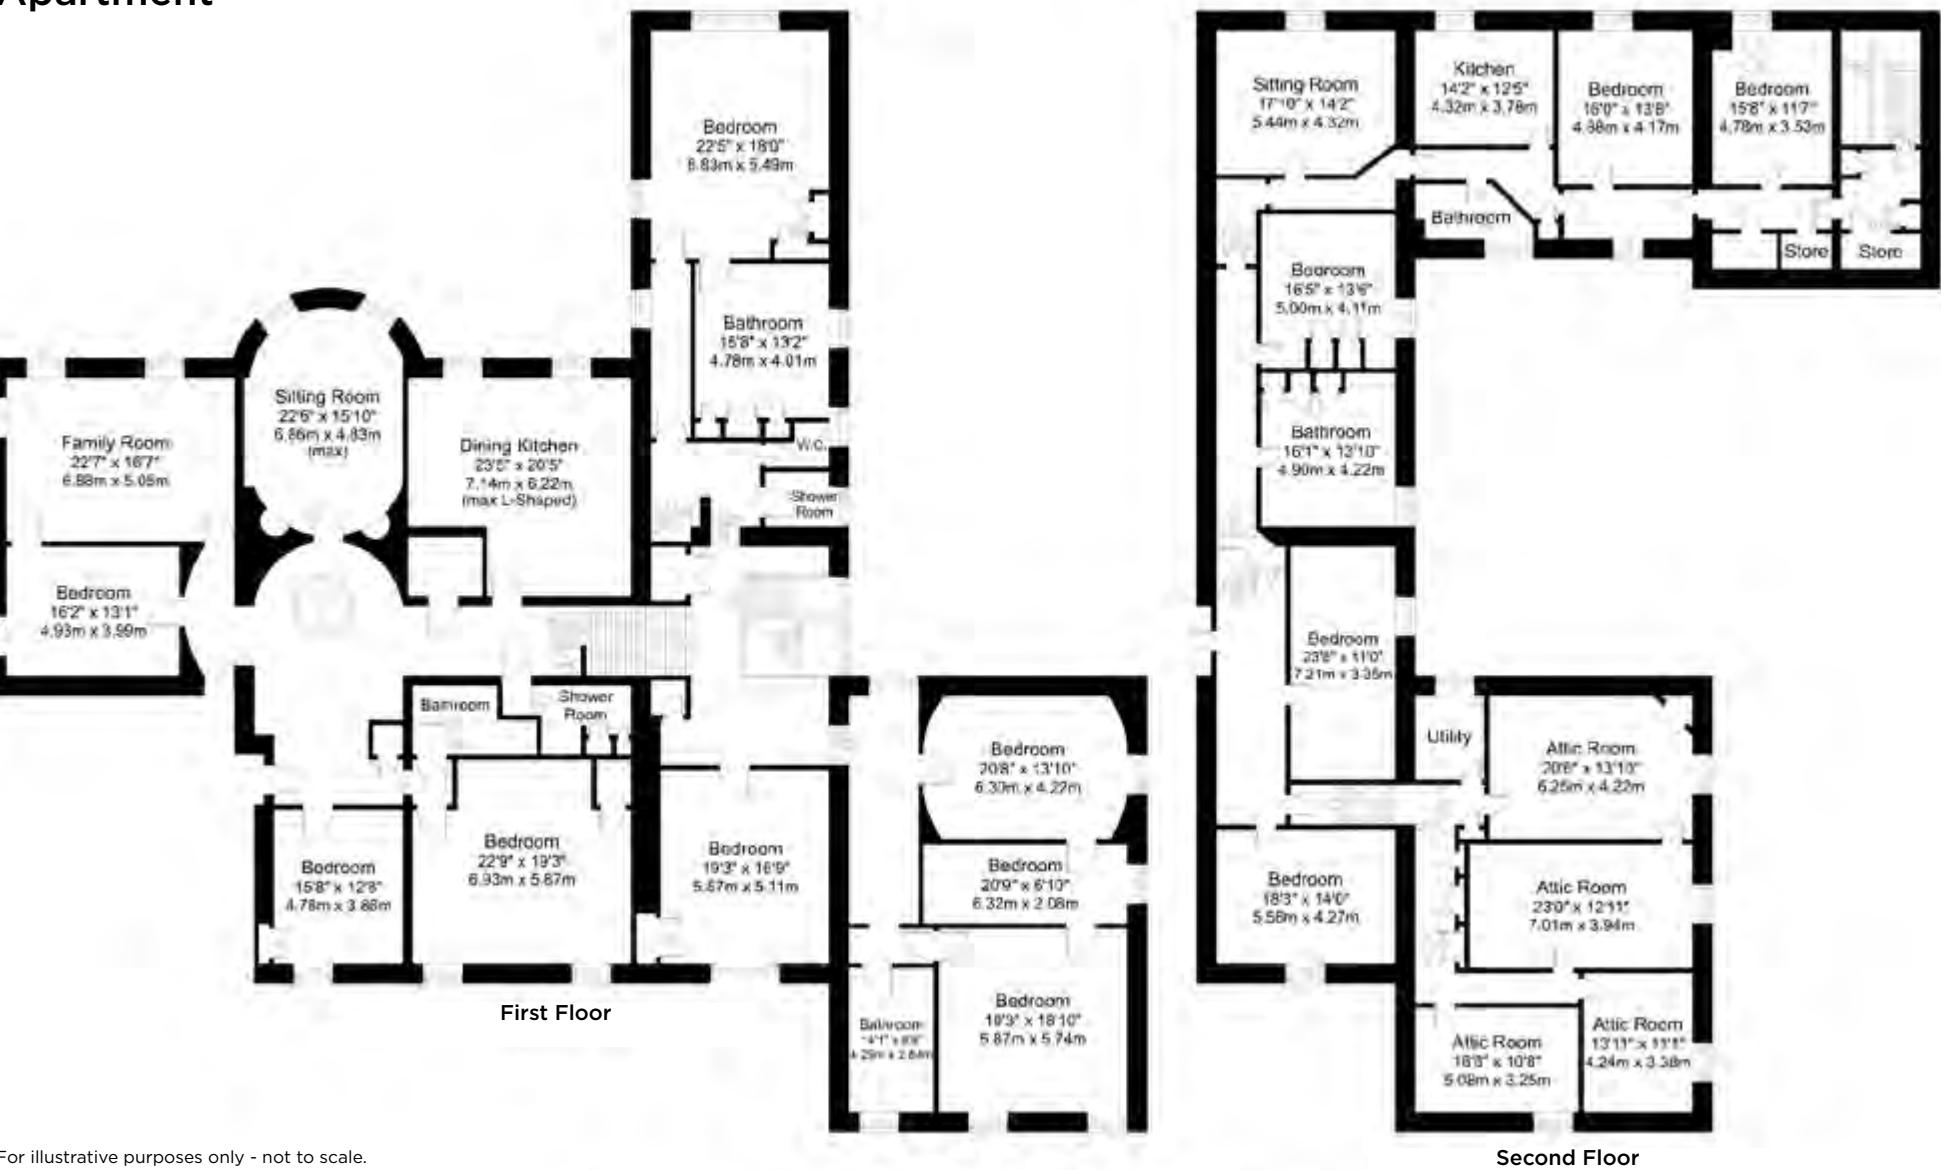 Apartment
Bedroom
22'5" x 18'0"
6.83m x 5.49m
Bathroom
15'8" x 13'2"
4.78m x 4.01m
W.C.
Shower
Room
Sitting Room
22'6" x 15'10"
6.86m x 4.83m
(max)
Family Room
22'7" x 16'7"
6.88m x 5.05m
Dining Kitchen
23'5" x 20'5"
7.14m x 6.22m
(max L-Shaped)
Bedroom
16'2" x 13'1"
4.93m x 3.99m
Bathroom
Shower
Room
Bedroom
15'8" x 12'8"
4.78m x 3.86m
Bedroom
22'9" x 19'3"
6.93m x 5.87m
Bedroom
19'3" x 16'9"
5.87m x 5.11m
Bedroom
20'8" x 13'10"
6.30m x 4.22m
Bedroom
20'9" x 6'10"
6.32m x 2.08m
Bedroom
19'3" x 18'10"
5.87m x 5.74m
Bathroom
First Floor
Sitting Room
17'10" x 14'2"
5.44m x 4.32m
Kitchen
14'2" x 12'5"
4.32m x 3.78m
Bedroom
16'0" x 13'8"
4.88m x 4.17m
Bedroom
15'8" x 11'7"
4.78m x 3.53m
Bathroom
Store
Store
Bedroom
16'5" x 13'6"
5.00m x 4.11m
Bathroom
16'1" x 13'10"
4.90m x 4.22m
Bedroom
23'8" x 11'0"
7.21m x 3.35m
Utility
Attic Room
20'6" x 13'10"
6.25m x 4.22m
Bedroom
18'3" x 14'0"
5.56m x 4.27m
Attic Room
23'0" x 12'11"
7.01m x 3.94m
Attic Room
13'11" x 11'1"
4.24m x 3.38m
Attic Room
16'8" x 10'8"
5.08m x 3.25m
Second Floor
For illustrative purposes only - not to scale.